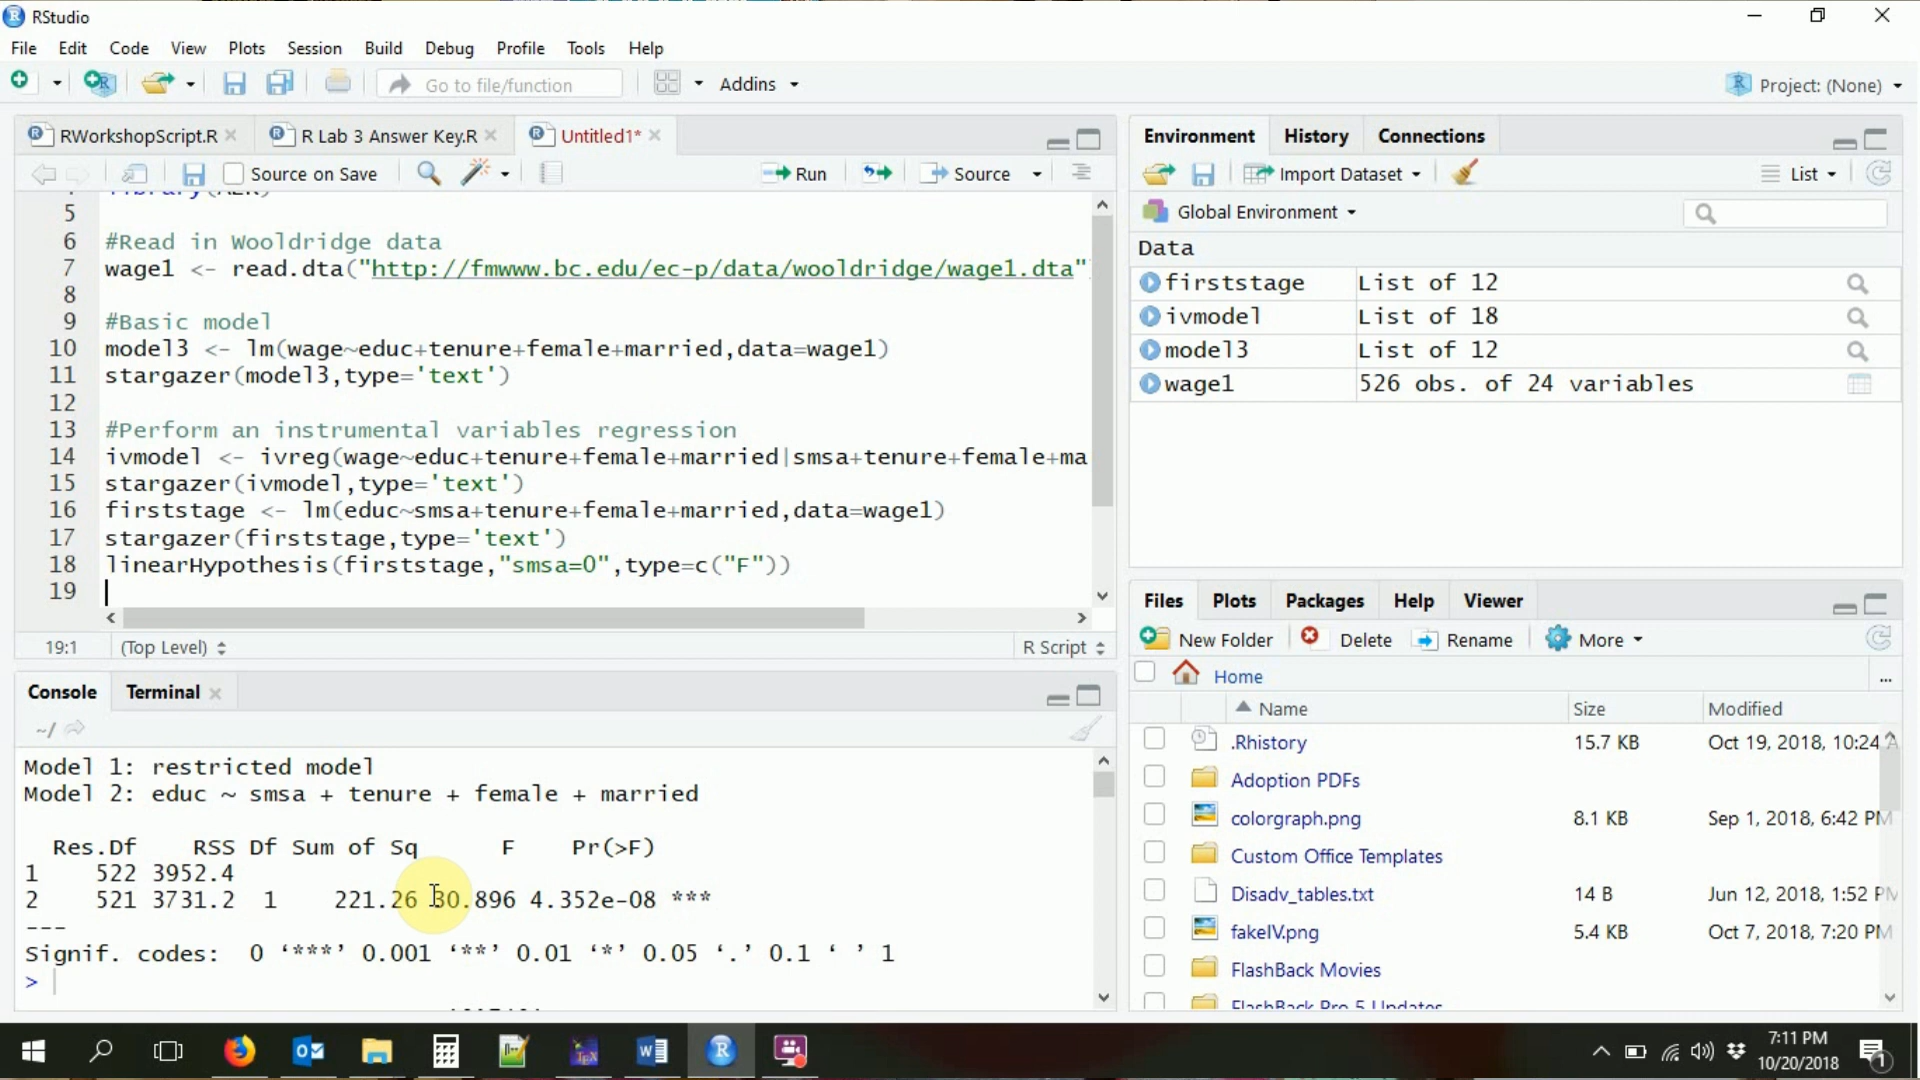 RStudio
File Edit Code View Plots Session Build Debug Profile Tools Help
Go to file/function Addins Project: (None)
RWorkshopScript.R R Lab 3 Answer Key.R Untitled1*
Source on Save Run Source
5
6 #Read in Wooldridge data
7 wage1 <- read.dta("http://fmwww.bc.edu/ec-p/data/wooldridge/wage1.dta"
8
9 #Basic model
10 model3 <- lm(wage~educ+tenure+female+married,data=wage1)
11 stargazer(model3,type='text')
12
13 #Perform an instrumental variables regression
14 ivmodel <- ivreg(wage~educ+tenure+female+married|smsa+tenure+female+ma
15 stargazer(ivmodel,type='text')
16 firststage <- lm(educ~smsa+tenure+female+married,data=wage1)
17 stargazer(firststage,type='text')
18 linearHypothesis(firststage,"smsa=0",type=c("F"))
19
19:1 (Top Level) R Script
Console Terminal
~/
Model 1: restricted model
Model 2: educ ~ smsa + tenure + female + married
Res.Df RSS Df Sum of Sq F Pr(>F)
1 522 3952.4
2 521 3731.2 1 221.26 30.896 4.352e-08 ***
---
Signif. codes: 0 ‘***’ 0.001 ‘**’ 0.01 ‘*’ 0.05 ‘.’ 0.1 ‘ ’ 1
>
Environment History Connections
Import Dataset List
Global Environment
Data
firststage List of 12
ivmodel List of 18
model3 List of 12
wage1 526 obs. of 24 variables
Files Plots Packages Help Viewer
New Folder Delete Rename More
Home ...
Name Size Modified
.Rhistory 15.7 KB Oct 19, 2018, 10:24 A
Adoption PDFs
colorgraph.png 8.1 KB Sep 1, 2018, 6:42 PM
Custom Office Templates
Disadv_tables.txt 14 B Jun 12, 2018, 1:52 PM
fakeIV.png 5.4 KB Oct 7, 2018, 7:20 PM
FlashBack Movies
FlashBack Pro 5 Updates
7:11 PM
10/20/2018
1